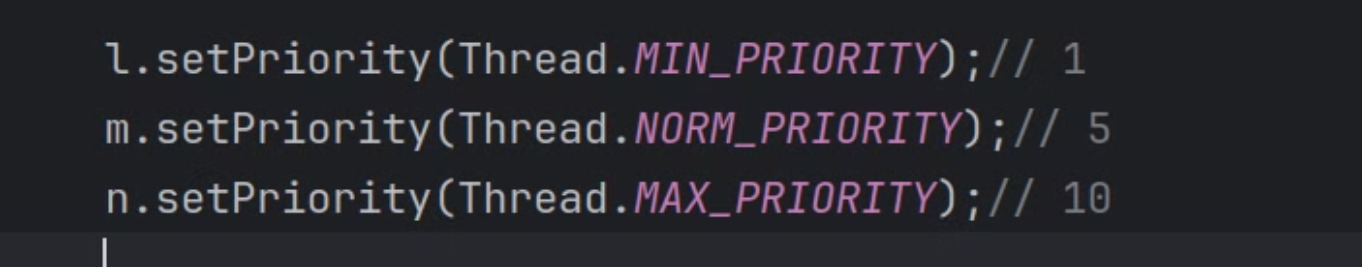 l.setPriority(Thread.MIN_PRIORITY);// 1
m.setPriority(Thread.NORM_PRIORITY);// 5
n.setPriority(Thread.MAX_PRIORITY);// 10